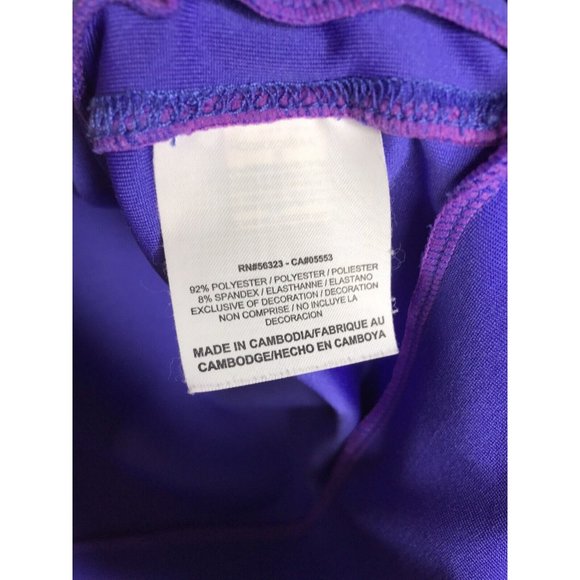 RN#56323 - CA#05553
92% POLYESTER / POLYESTER / POLIESTER
8% SPANDEX / ELASTHANNE / ELASTANO
EXCLUSIVE OF DECORATION / DECORATION
NON COMPRISE / NO INCLUYE LA
DECORACION
MADE IN CAMBODIA/FABRIQUE AU
CAMBODGE/HECHO EN CAMBOYA